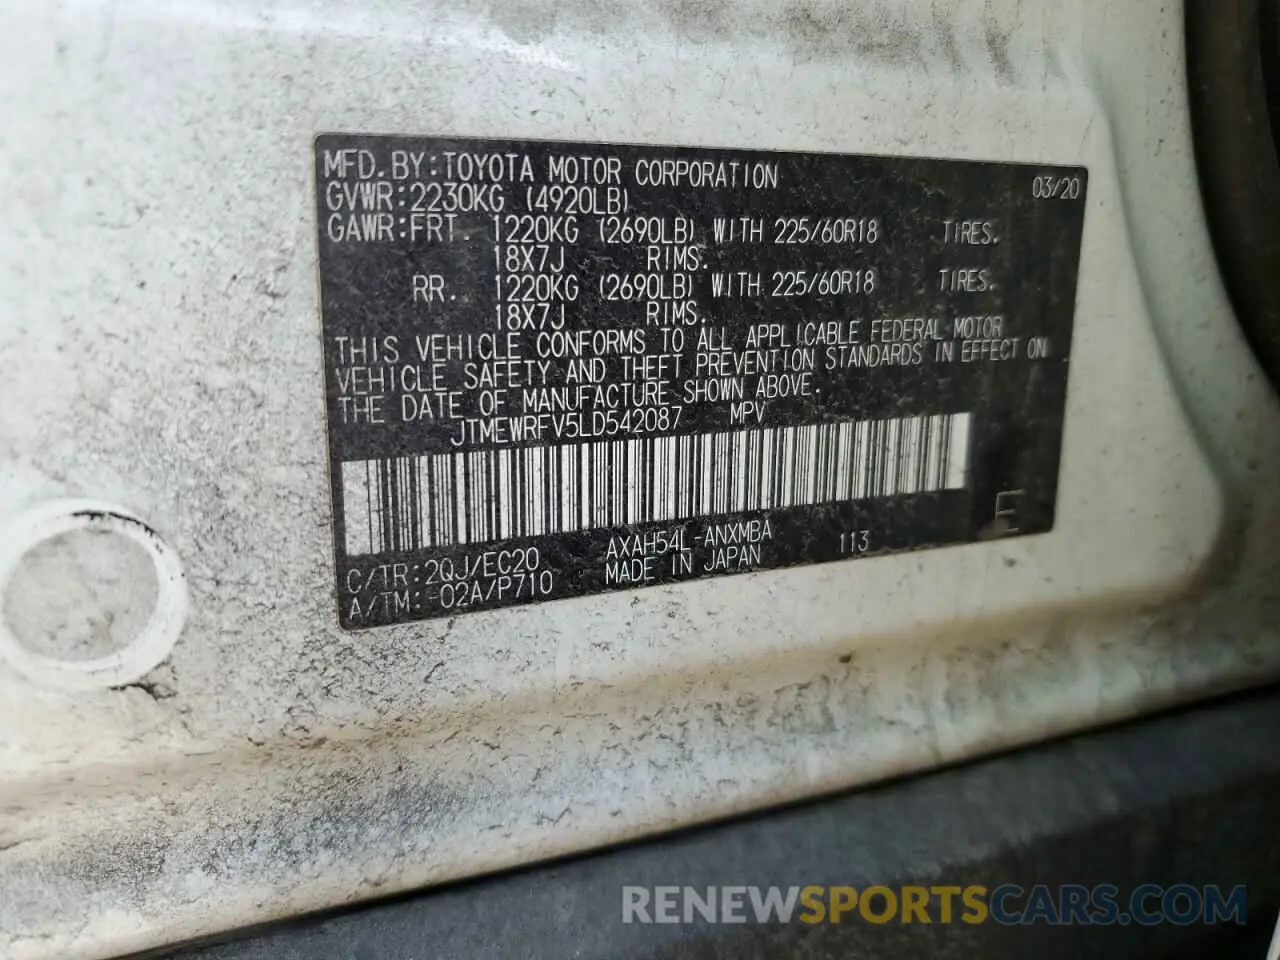 MFD.BY:TOYOTA MOTOR CORPORATION 03/20
GVWR:2230KG (4920LB)
GAWR:FRT. 1220KG (2690LB) WITH 225/60R18 TIRES.
18X7J RIMS.
RR. 1220KG (2690LB) WITH 225/60R18 TIRES.
18X7J RIMS.
THIS VEHICLE CONFORMS TO ALL APPLICABLE FEDERAL MOTOR
VEHICLE SAFETY AND THEFT PREVENTION STANDARDS IN EFFECT ON
THE DATE OF MANUFACTURE SHOWN ABOVE.
JTMEWRFV5LD542087 MPV
E
C/TR:2QJ/EC20 AXAH54L-ANXMBA 113
A/TM:-02A/P710 MADE IN JAPAN
RENEWSPORTSCARS.COM